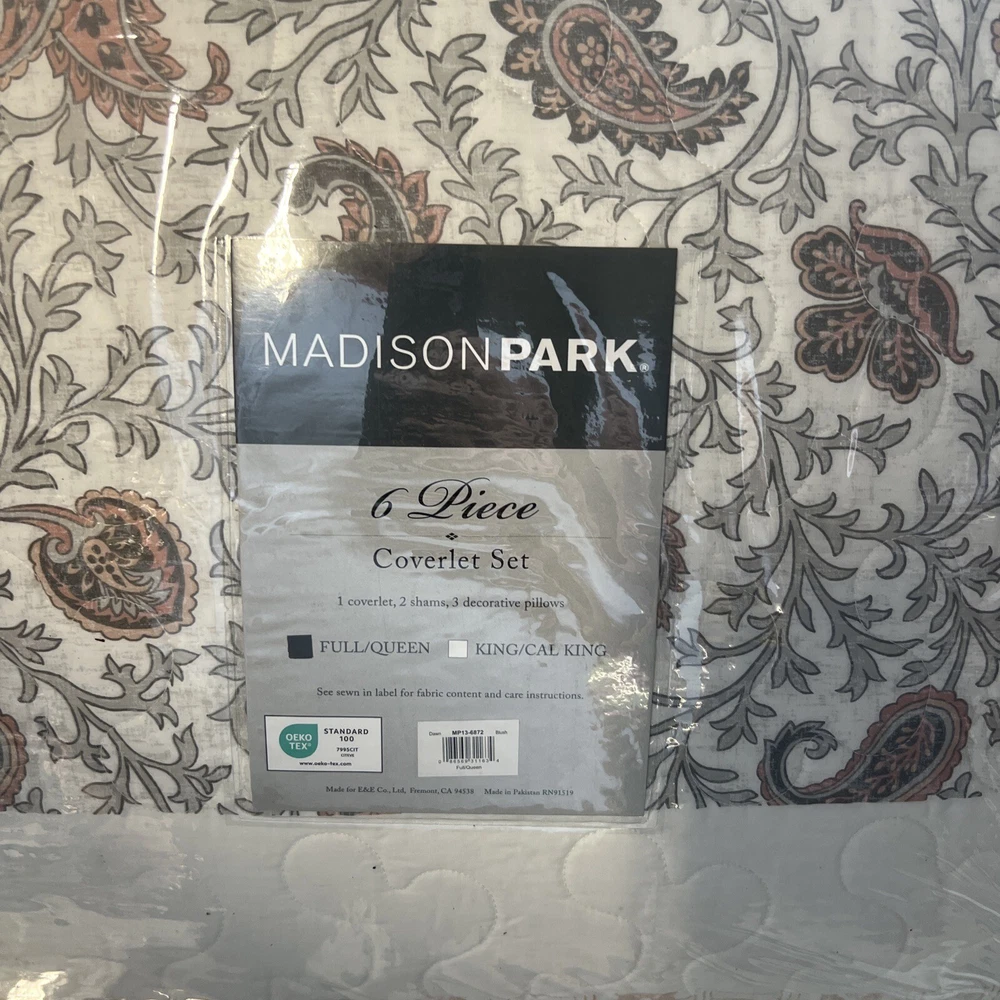 MADISONPARK®
6 Piece
Coverlet Set
1 coverlet, 2 shams, 3 decorative pillows
FULL/QUEEN KING/CAL KING
See sewn in label for fabric content and care instructions.
OEKO TEX®
STANDARD
100
www.oeko-tex.com
Dawn MP13-6872 Blush
Full/Queen
Made for E&E Co., Ltd, Fremont, CA 94538 Made in Pakistan RN91519